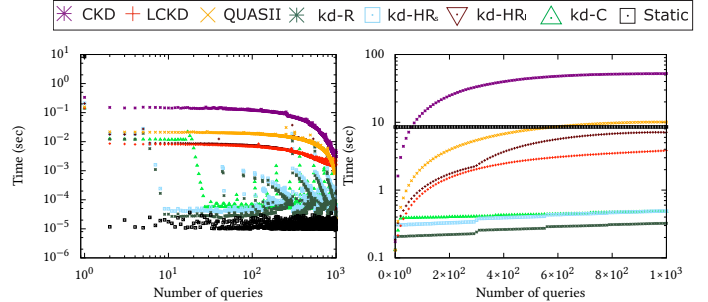 CKD LCKD QUASII kd-R kd-HRₛ kd-HRₗ kd-C Static
10¹
10⁰
10⁻¹
10⁻²
10⁻³
10⁻⁴
10⁻⁵
10⁻⁶
Time (sec)
10⁰ 10¹ 10² 10³
Number of queries
100
10
1
0.1
Time (sec)
0×10⁰ 2×10² 4×10² 6×10² 8×10² 1×10³
Number of queries